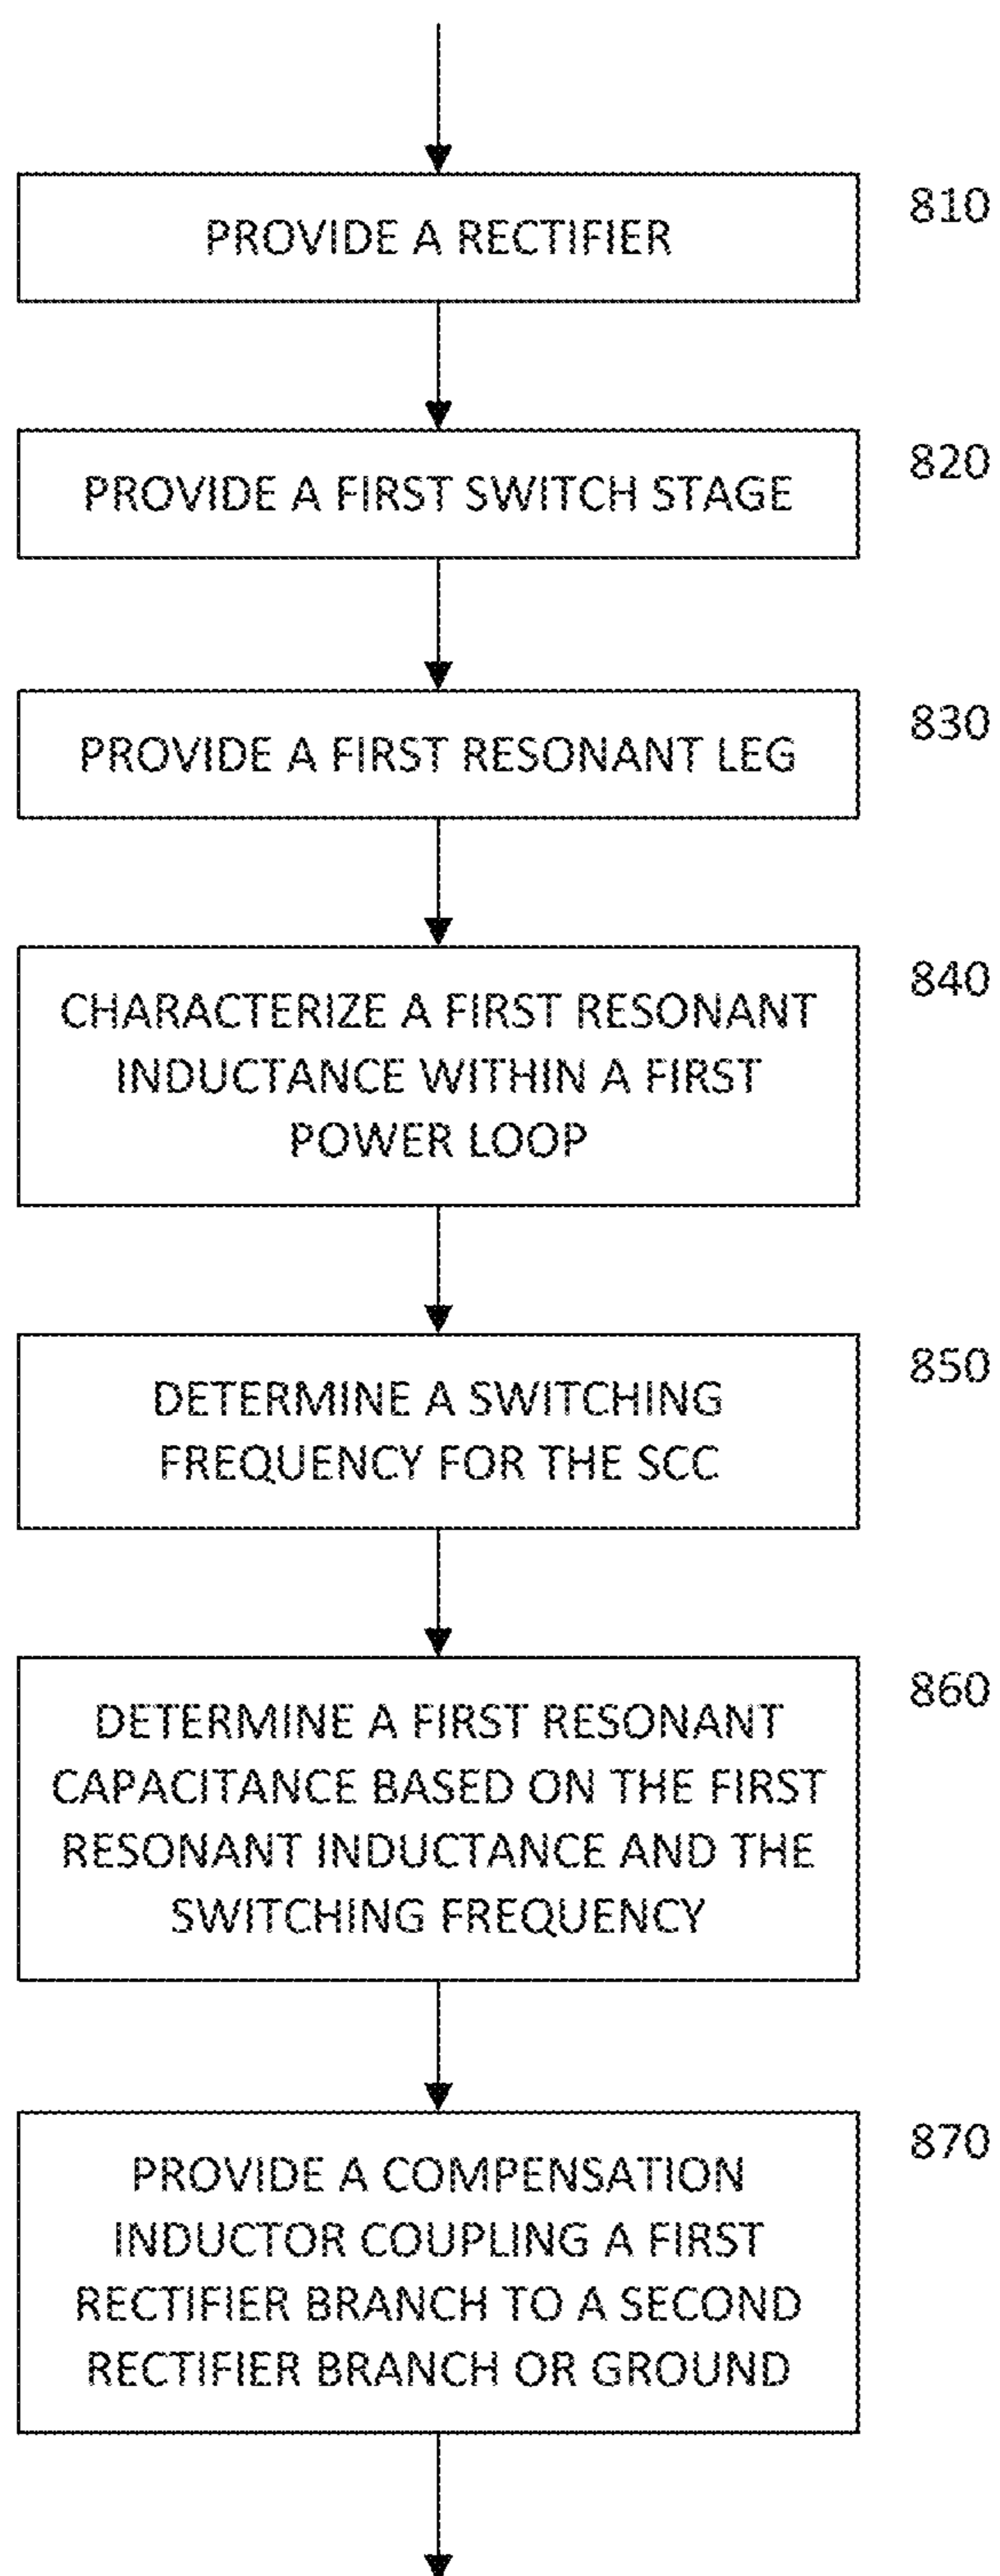 810
PROVIDE A RECTIFIER
820
PROVIDE A FIRST SWITCH STAGE
830
PROVIDE A FIRST RESONANT LEG
840
CHARACTERIZE A FIRST RESONANT
INDUCTANCE WITHIN A FIRST
POWER LOOP
850
DETERMINE A SWITCHING
FREQUENCY FOR THE SCC
860
DETERMINE A FIRST RESONANT
CAPACITANCE BASED ON THE FIRST
RESONANT INDUCTANCE AND THE
SWITCHING FREQUENCY
870
PROVIDE A COMPENSATION
INDUCTOR COUPLING A FIRST
RECTIFIER BRANCH TO A SECOND
RECTIFIER BRANCH OR GROUND